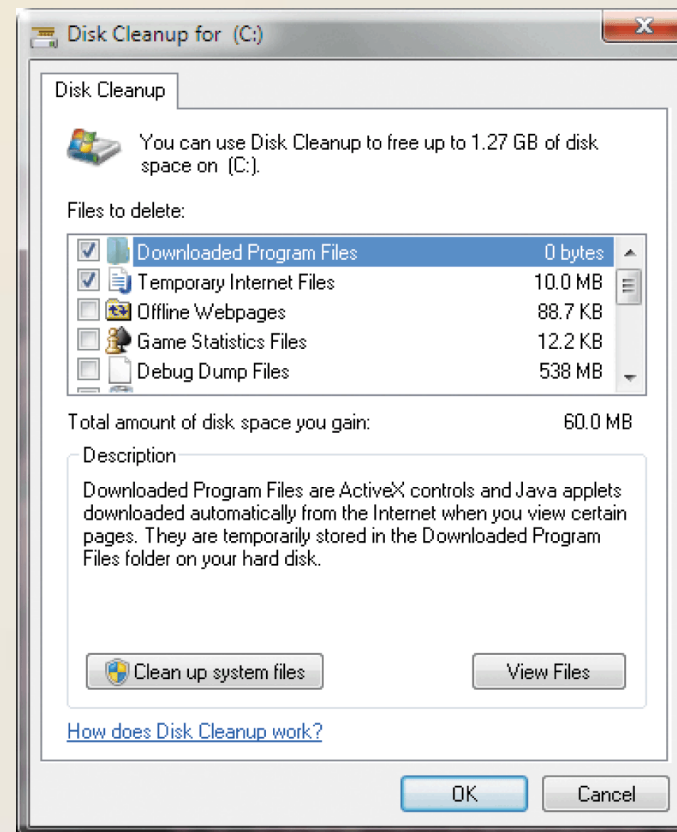 Disk Cleanup for (C:)
Disk Cleanup
You can use Disk Cleanup to free up to 1.27 GB of disk
space on (C:).
Files to delete:
Downloaded Program Files 0 bytes
Temporary Internet Files 10.0 MB
Offline Webpages 88.7 KB
Game Statistics Files 12.2 KB
Debug Dump Files 538 MB
Total amount of disk space you gain: 60.0 MB
Description
Downloaded Program Files are ActiveX controls and Java applets
downloaded automatically from the Internet when you view certain
pages. They are temporarily stored in the Downloaded Program
Files folder on your hard disk.
Clean up system files View Files
How does Disk Cleanup work?
OK Cancel